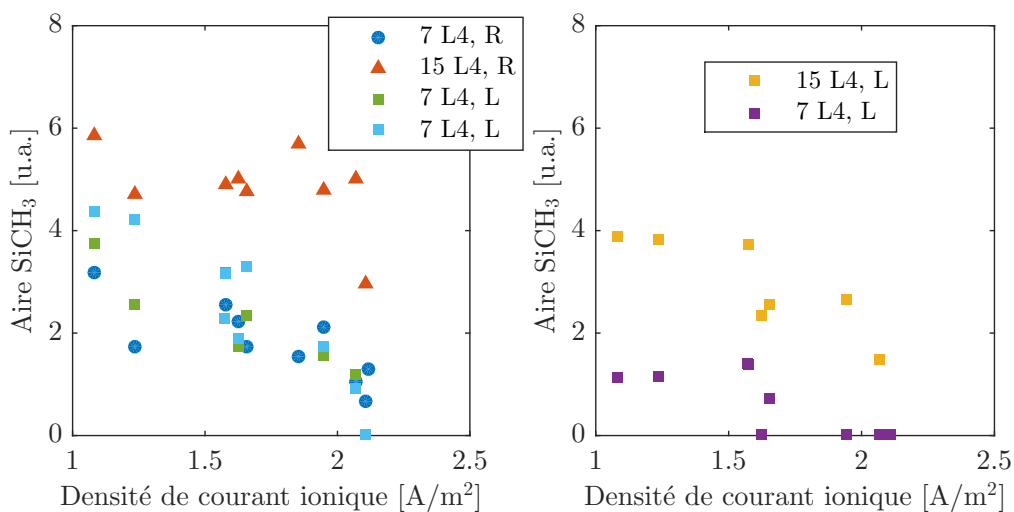 8
6
4
2
0
Aire SiCH₃ [u.a.]
7 L4, R
15 L4, R
7 L4, L
7 L4, L
1 1.5 2 2.5
Densité de courant ionique [A/m²]
8
6
4
2
0
Aire SiCH₃ [u.a.]
15 L4, L
7 L4, L
1 1.5 2 2.5
Densité de courant ionique [A/m²]